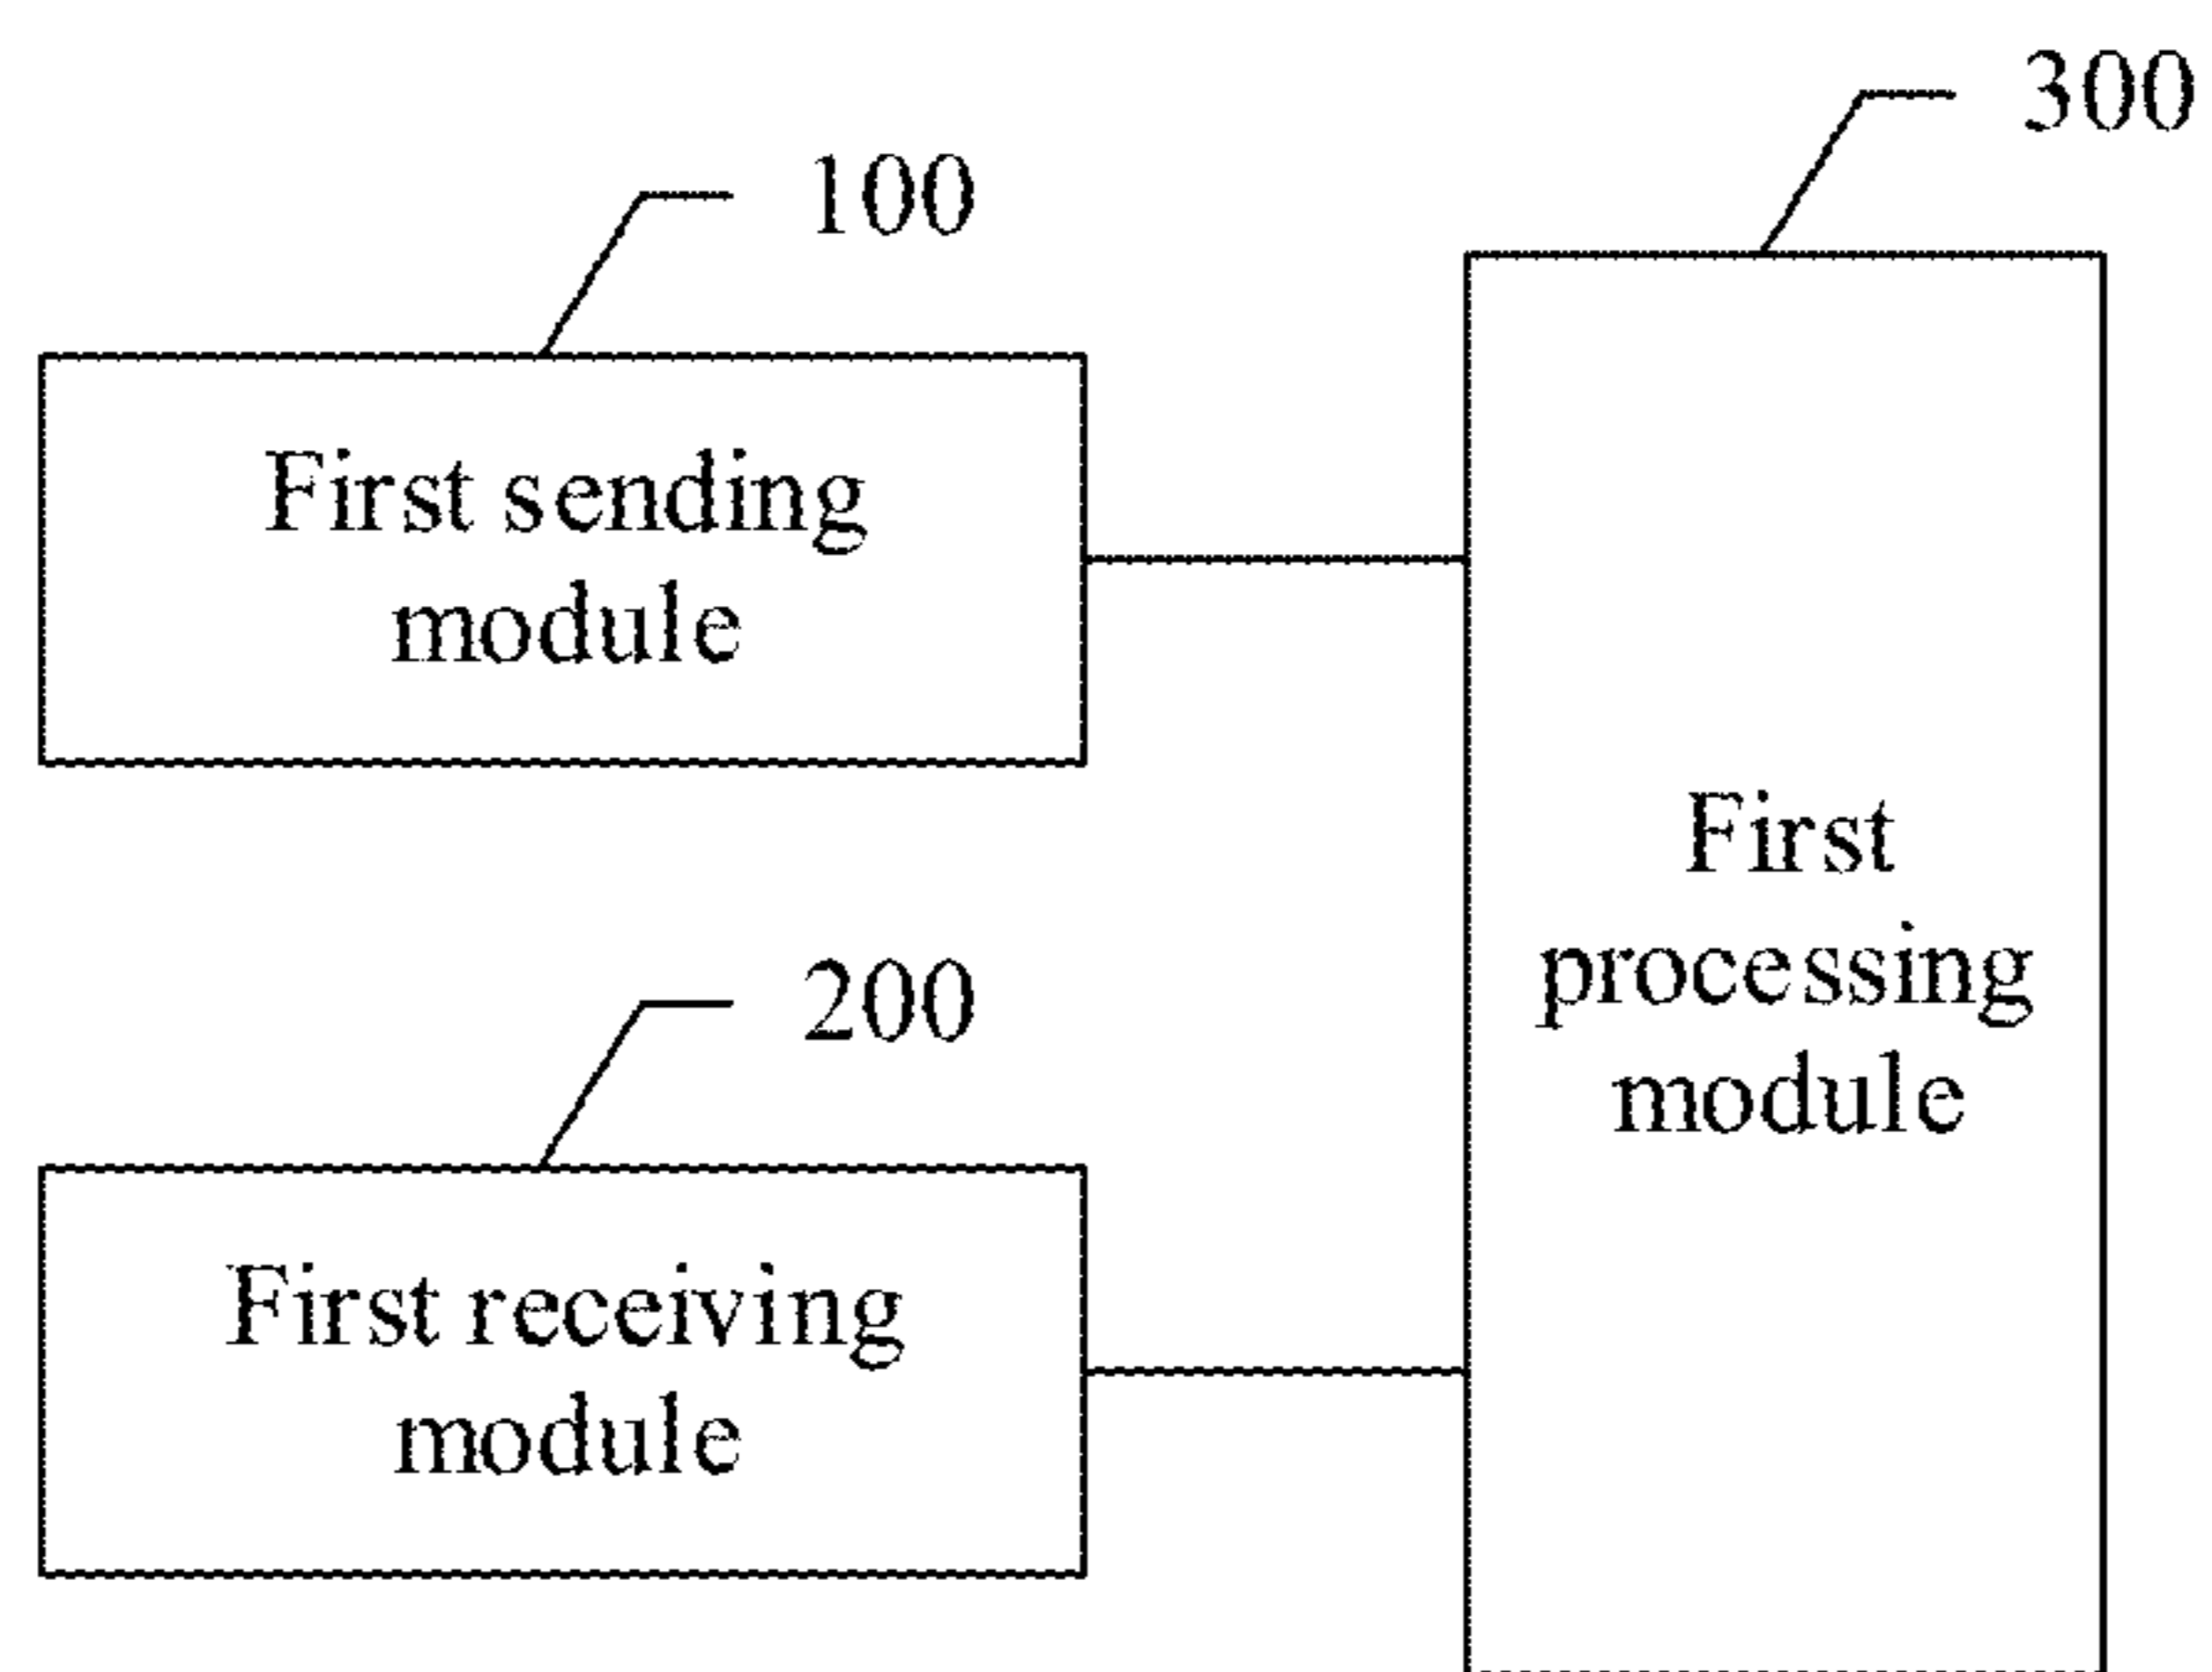 300
100
First sending
module
First
processing
module
200
First receiving
module